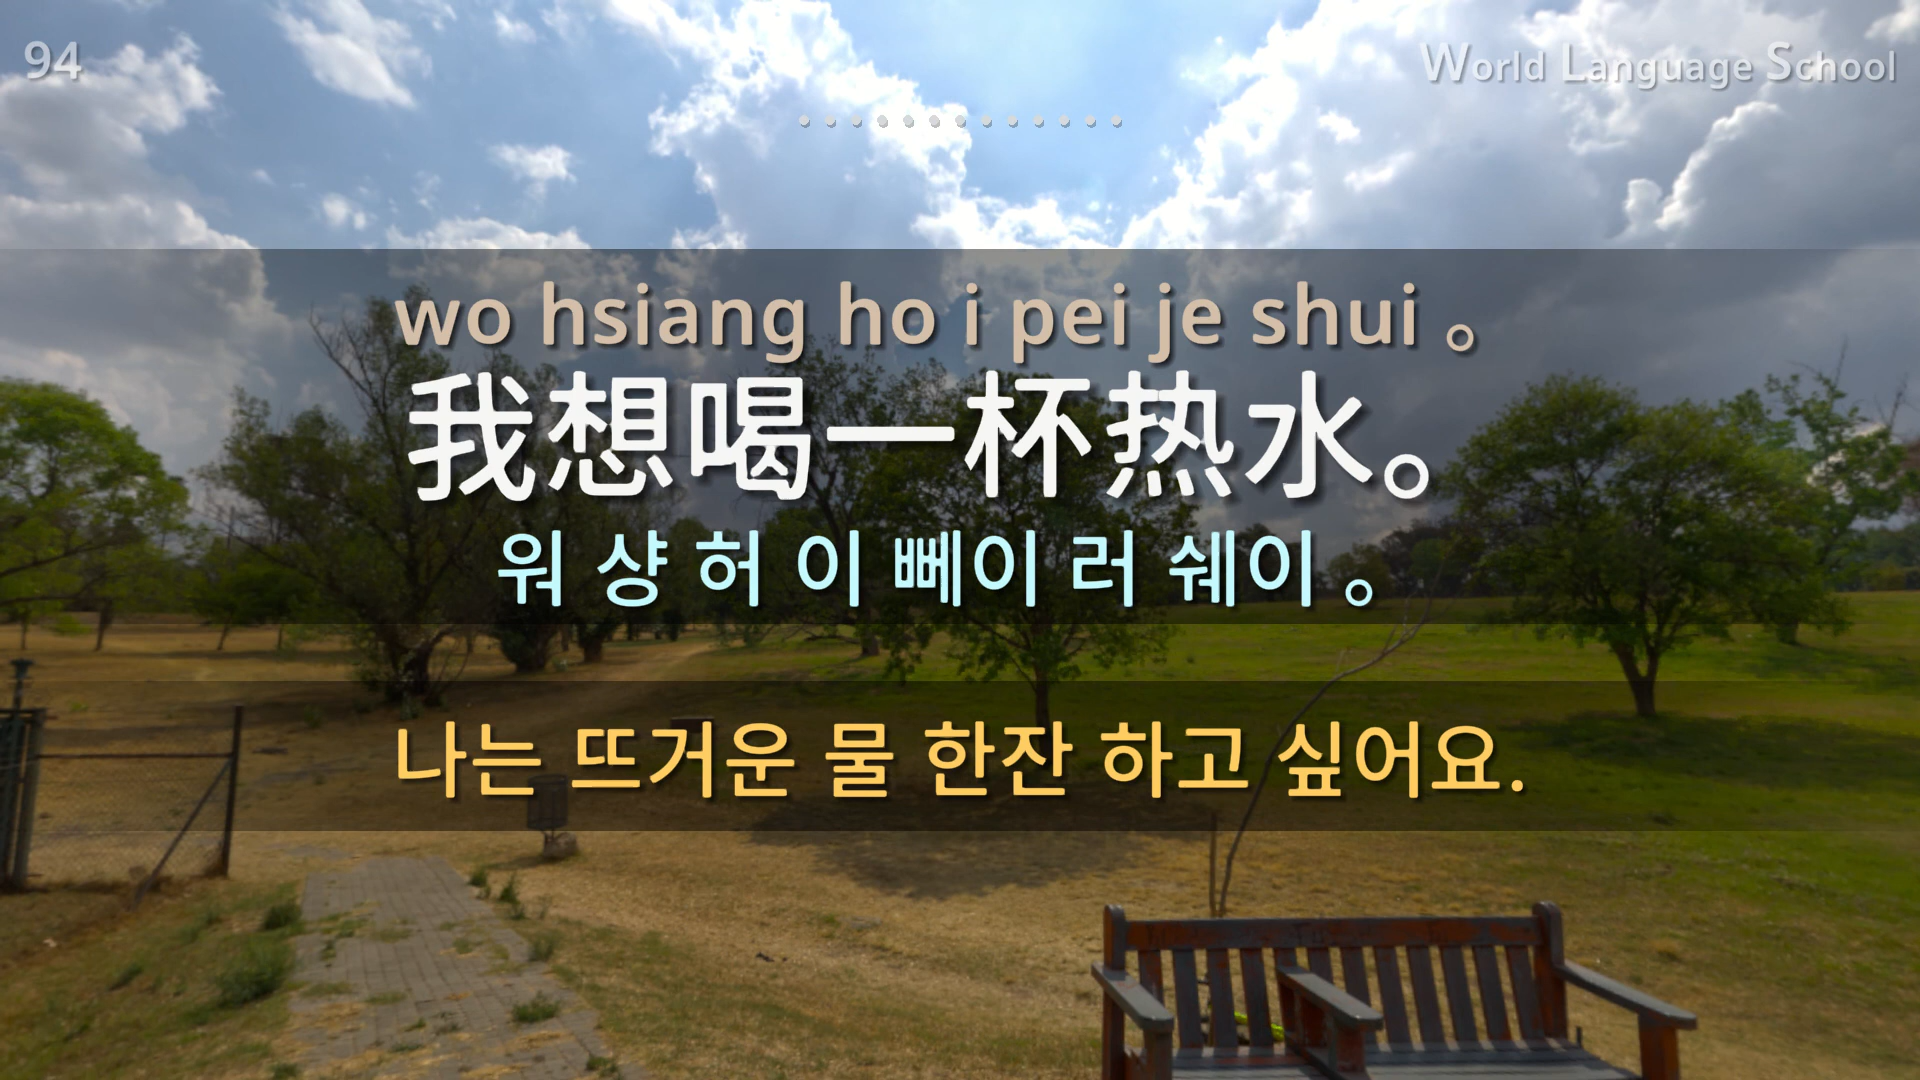 94
World Language School
wo hsiang ho i pei je shui 。
我想喝一杯热水。
워 샹 허 이 뻬이 러 쉐이 。
나는 뜨거운 물 한잔 하고 싶어요.